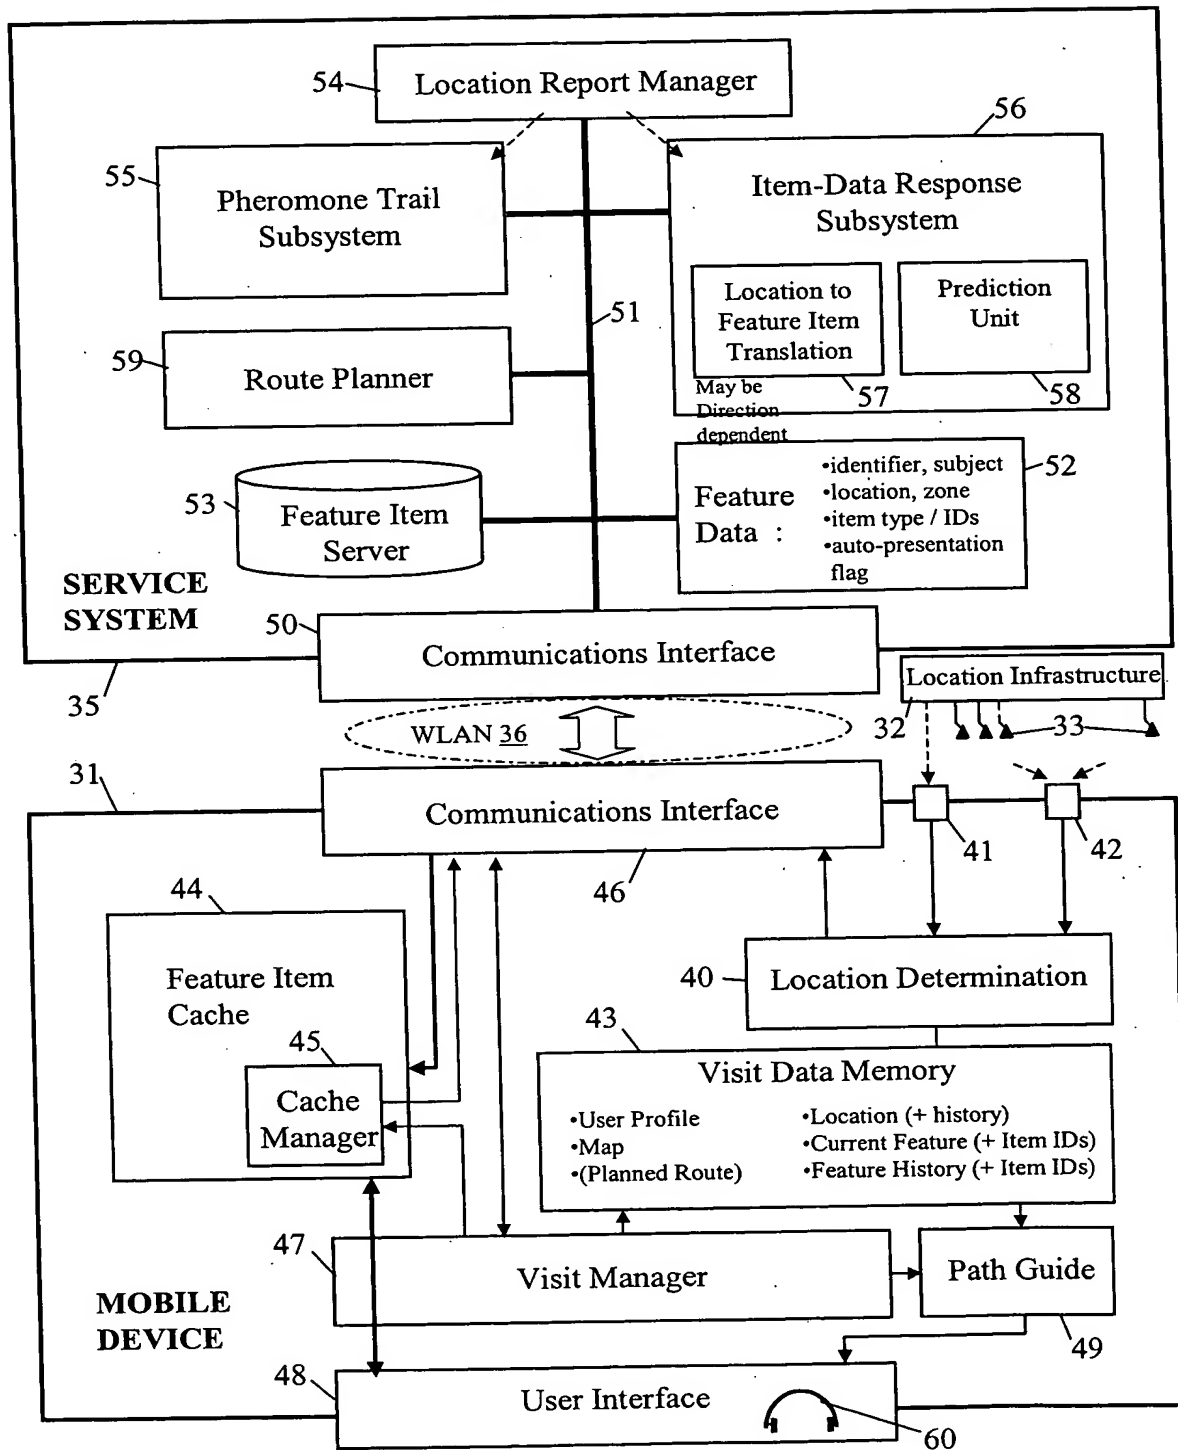 54
Location Report Manager
56
55
Pheromone Trail
Subsystem
Item-Data Response
Subsystem
Location to
Feature Item
Translation
Prediction
Unit
51
59
Route Planner
57
58
May be
Direction
dependent
53
Feature Item
Server
Feature
Data :
•identifier, subject
•location, zone
•item type / IDs
•auto-presentation
flag
52
SERVICE
SYSTEM
50
Communications Interface
35
Location Infrastructure
32
33
WLAN 36
31
Communications Interface
41
42
46
44
Feature Item
Cache
40
Location Determination
45
Cache
Manager
43
Visit Data Memory
•User Profile
•Map
•(Planned Route)
•Location (+ history)
•Current Feature (+ Item IDs)
•Feature History (+ Item IDs)
47
Visit Manager
Path Guide
MOBILE
DEVICE
49
48
User Interface
60